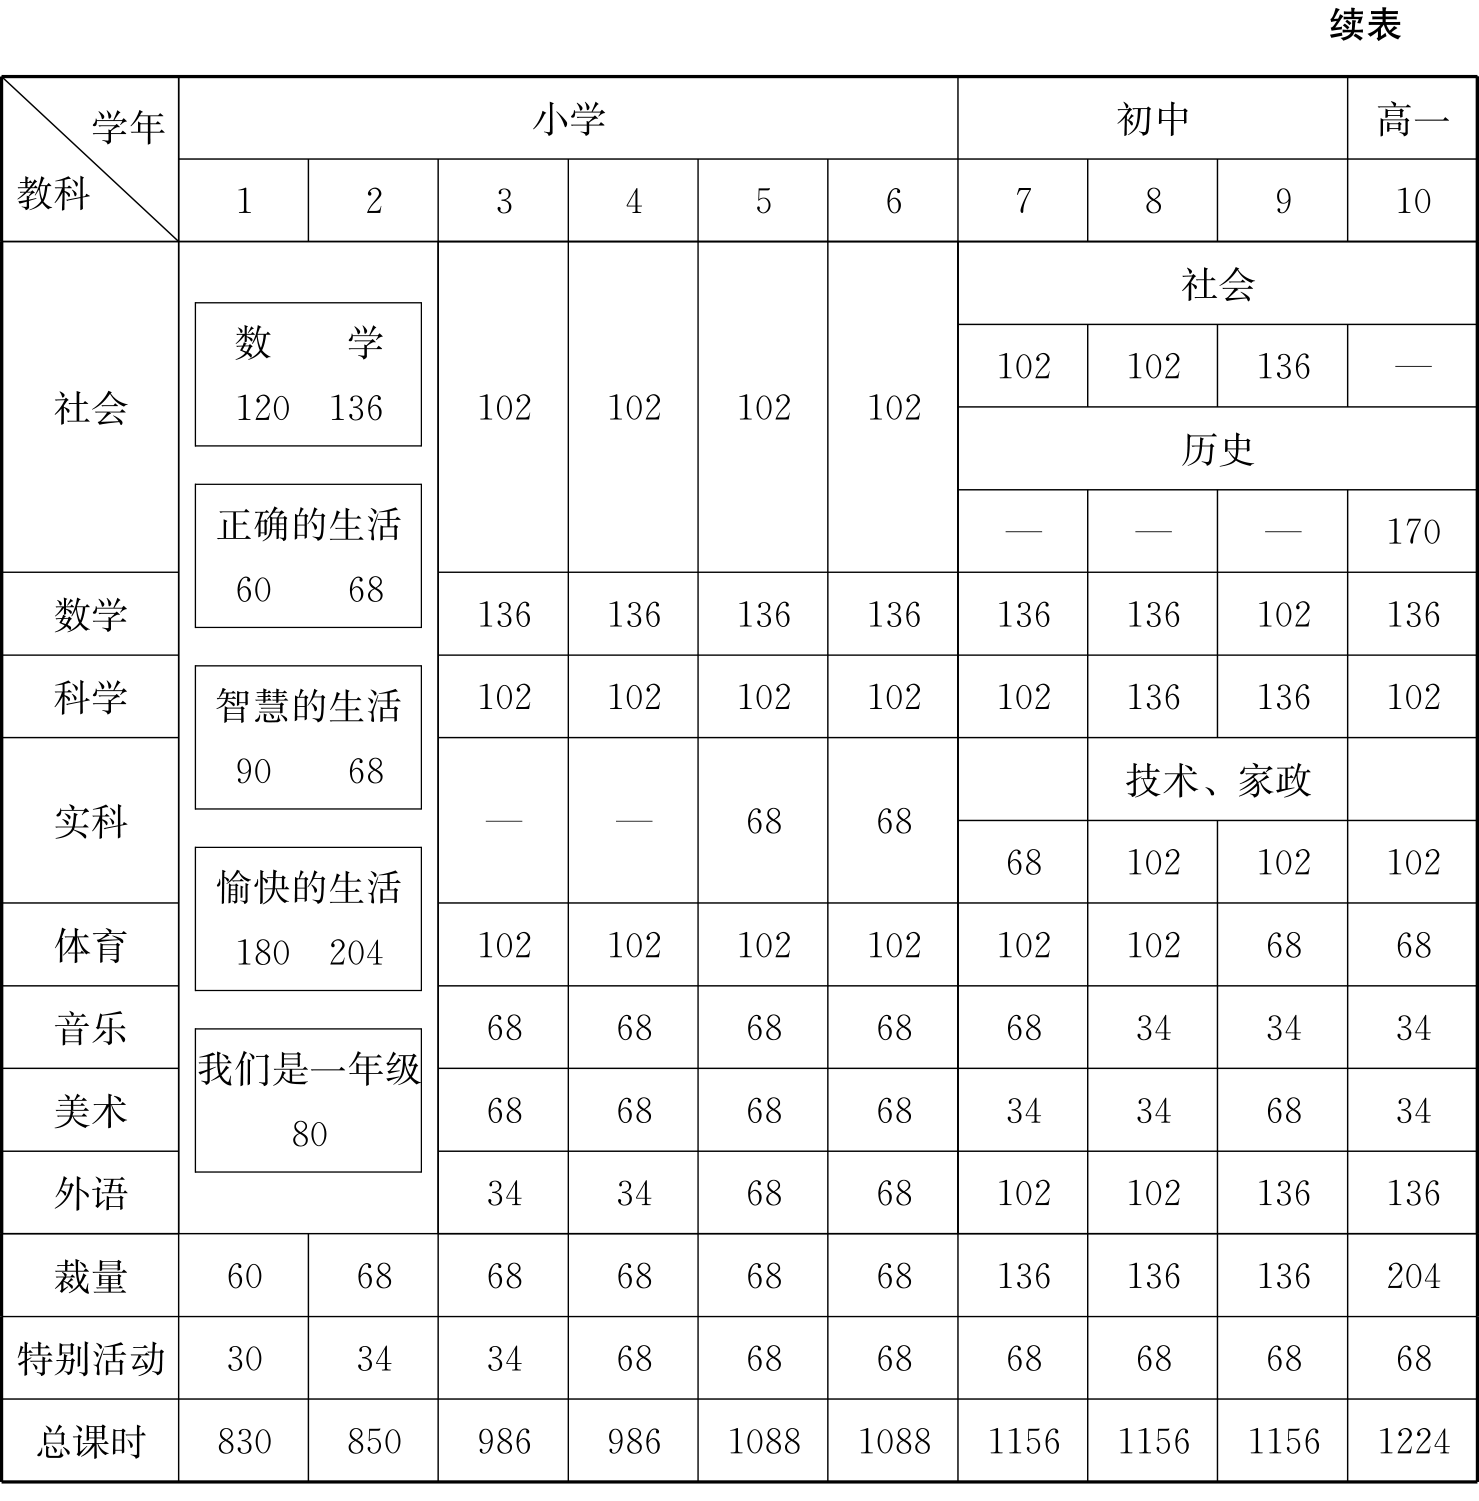 续表
学年 小学 初中 高一
教科 1 2 3 4 5 6 7 8 9 10
社会 102 102 102 102
社会
102 102 136 —
历史
— — — 170
数 学
120 136
正确的生活
60 68
智慧的生活
90 68
愉快的生活
180 204
我们是一年级
80
数学 136 136 136 136 136 136 102 136
科学 102 102 102 102 102 136 136 102
实科 — — 68 68
技术、家政
68 102 102 102
体育 102 102 102 102 102 102 68 68
音乐 68 68 68 68 68 34 34 34
美术 68 68 68 68 34 34 68 34
外语 34 34 68 68 102 102 136 136
裁量 60 68 68 68 68 68 136 136 136 204
特别活动 30 34 34 68 68 68 68 68 68 68
总课时 830 850 986 986 1088 1088 1156 1156 1156 1224